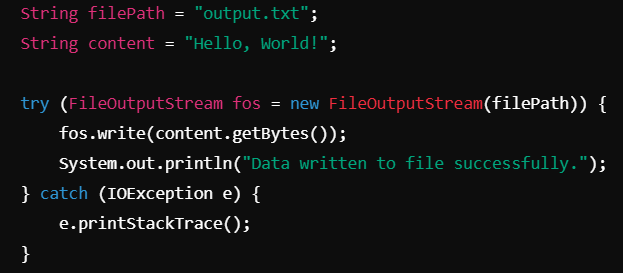 String filePath = "output.txt";
String content = "Hello, World!";
try (FileOutputStream fos = new FileOutputStream(filePath)) {
fos.write(content.getBytes());
System.out.println("Data written to file successfully.");
} catch (IOException e) {
e.printStackTrace();
}